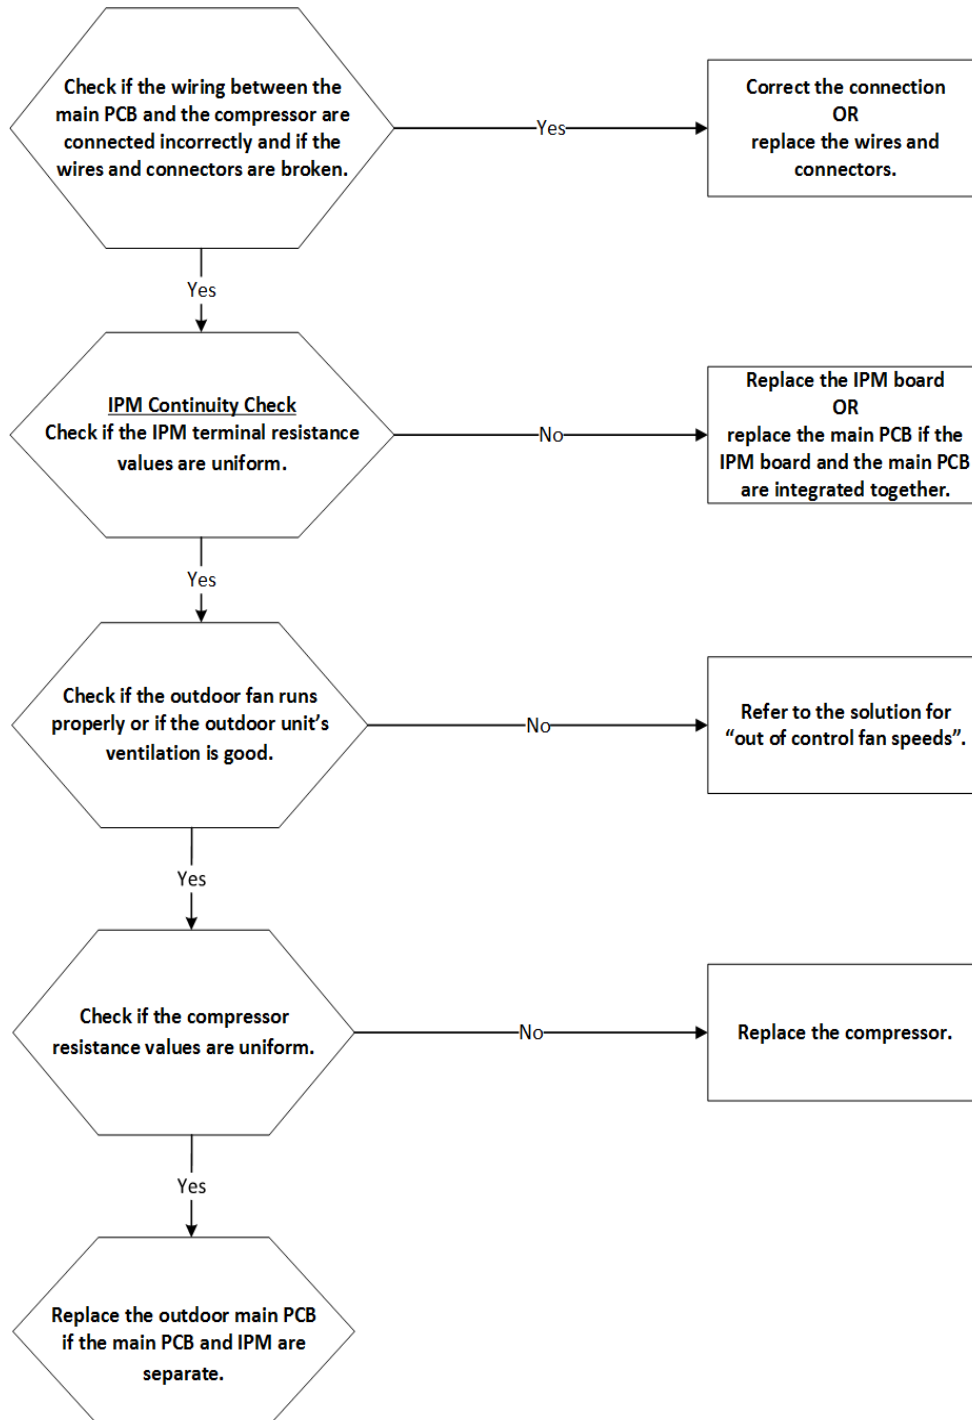 Check if the wiring between the
main PCB and the compressor are
connected incorrectly and if the
wires and connectors are broken.
Yes
Correct the connection
OR
replace the wires and
connectors.
Yes
IPM Continuity Check
Check if the IPM terminal resistance
values are uniform.
No
Replace the IPM board
OR
replace the main PCB if the
IPM board and the main PCB
are integrated together.
Yes
Check if the outdoor fan runs
properly or if the outdoor unit’s
ventilation is good.
No
Refer to the solution for
“out of control fan speeds”.
Yes
Check if the compressor
resistance values are uniform.
No
Replace the compressor.
Yes
Replace the outdoor main PCB
if the main PCB and IPM are
separate.